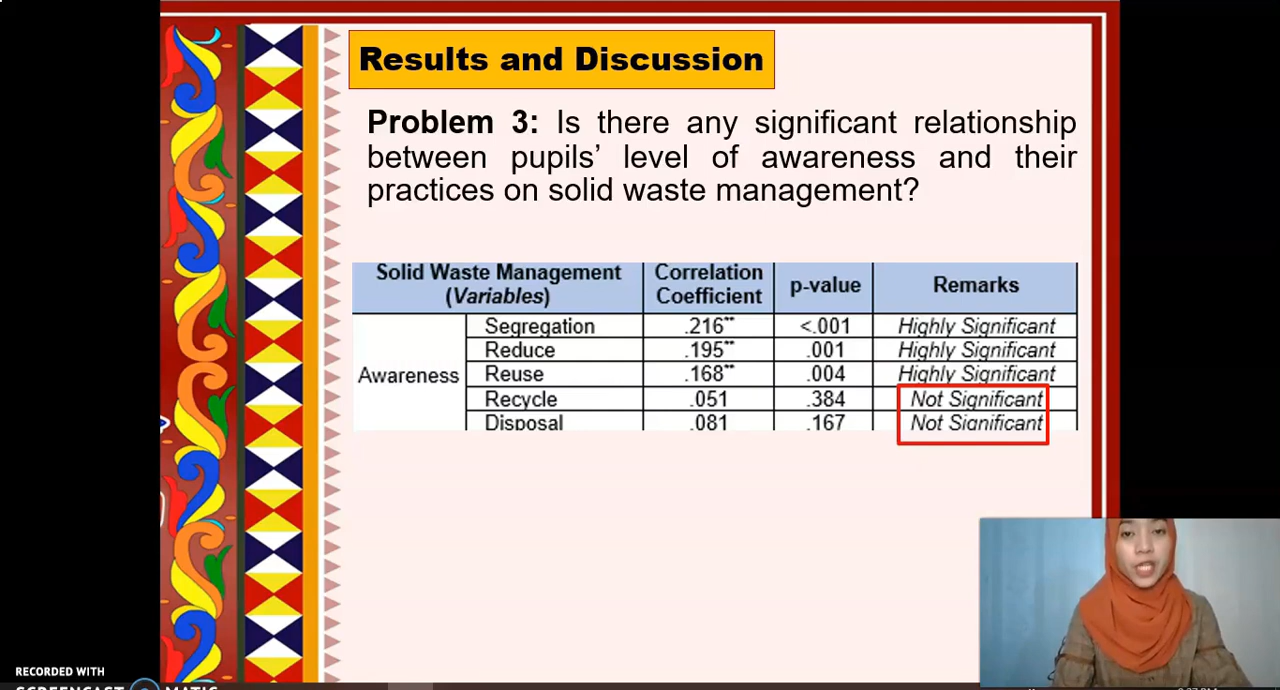 Results and Discussion
Problem 3: Is there any significant relationship
between pupils’ level of awareness and their
practices on solid waste management?
Solid Waste Management (Variables) Correlation Coefficient p-value Remarks
Awareness
Segregation .216** <.001 Highly Significant
Reduce .195** .001 Highly Significant
Reuse .168** .004 Highly Significant
Recycle .051 .384 Not Significant
Disposal .081 .167 Not Significant
RECORDED WITH
SCREENCAST MATIC